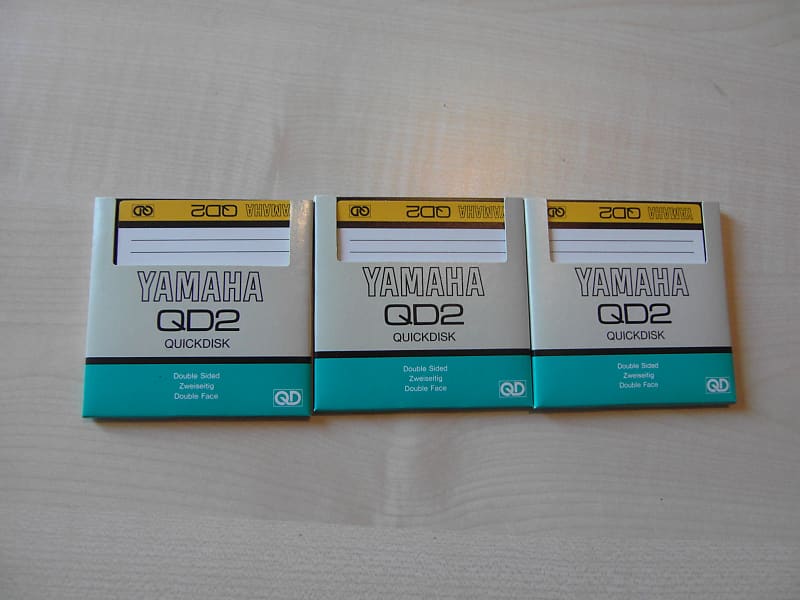 QD QD2 YAMAHA
YAMAHA
QD2
QUICKDISK
Double Sided
Zweiseitig
Double Face
QD
QD QD2 YAMAHA
YAMAHA
QD2
QUICKDISK
Double Sided
Zweiseitig
Double Face
QD
QD QD2 YAMAHA
YAMAHA
QD2
QUICKDISK
Double Sided
Zweiseitig
Double Face
QD